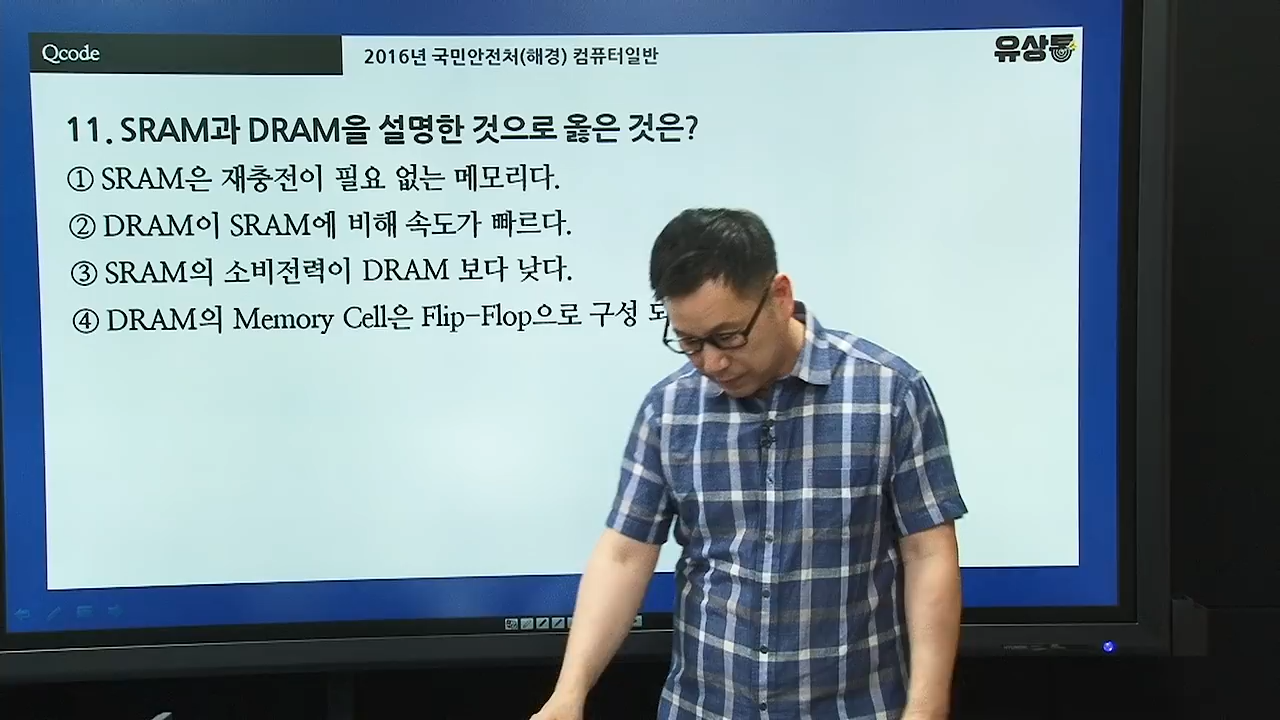 Qcode
2016년 국민안전처(해경) 컴퓨터일반
유상통
11. SRAM과 DRAM을 설명한 것으로 옳은 것은?
① SRAM은 재충전이 필요 없는 메모리다.
② DRAM이 SRAM에 비해 속도가 빠르다.
③ SRAM의 소비전력이 DRAM 보다 낮다.
④ DRAM의 Memory Cell은 Flip-Flop으로 구성